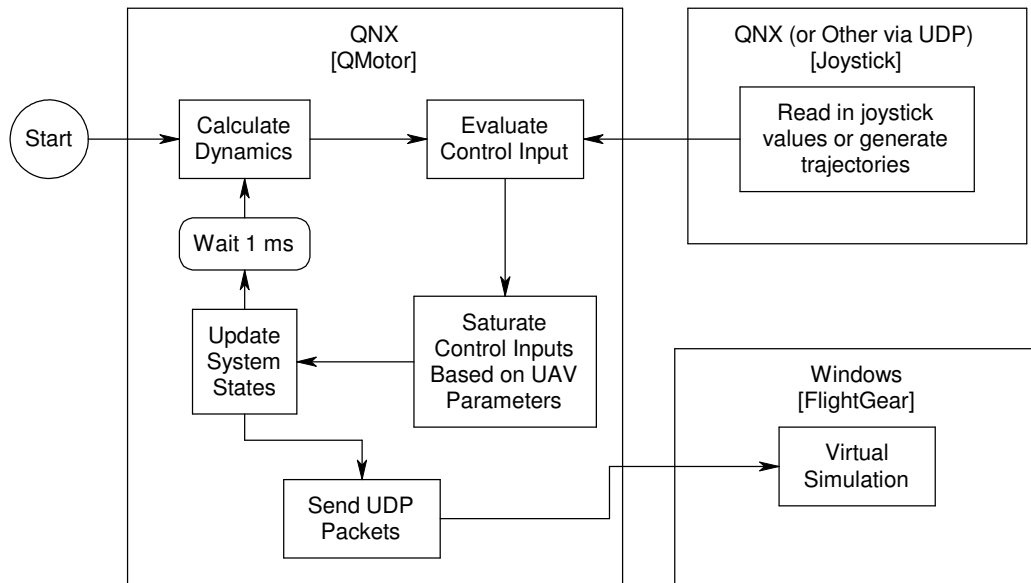 QNX
[QMotor]
QNX (or Other via UDP)
[Joystick]
Start
Calculate
Dynamics
Evaluate
Control Input
Read in joystick
values or generate
trajectories
Wait 1 ms
Update
System
States
Saturate
Control Inputs
Based on UAV
Parameters
Windows
[FlightGear]
Virtual
Simulation
Send UDP
Packets